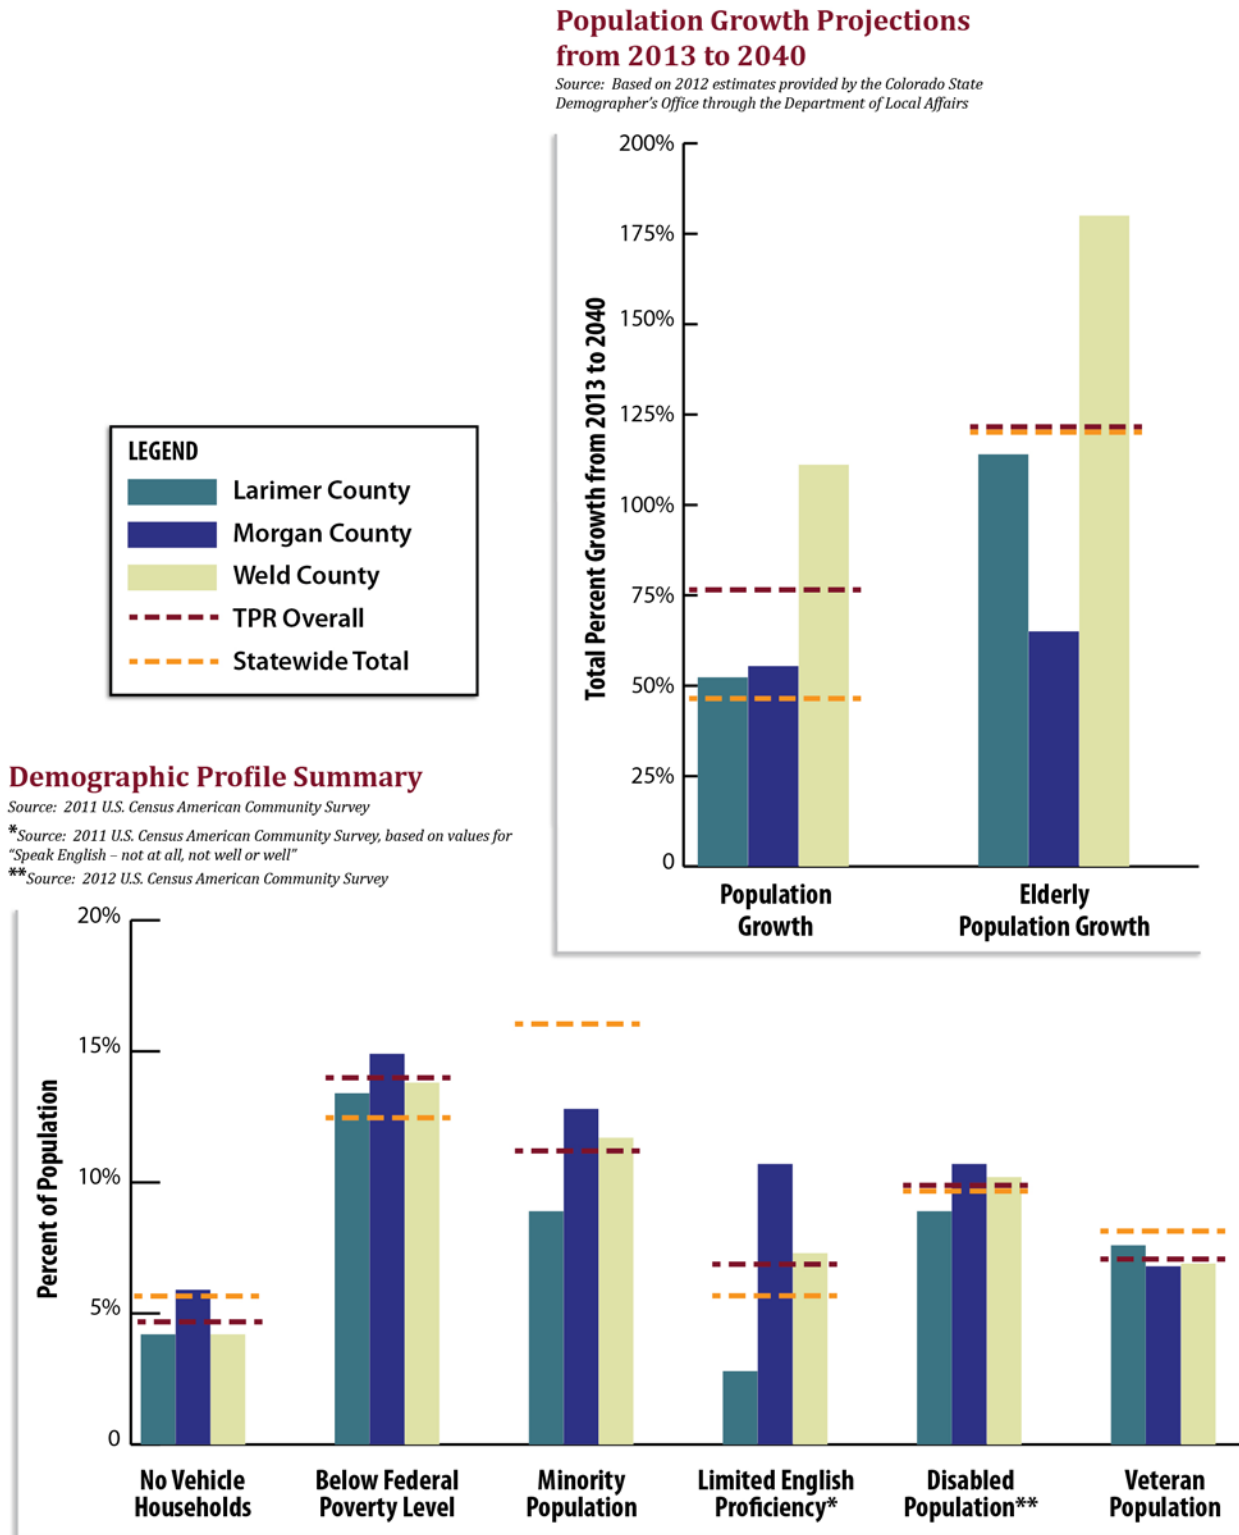 Population Growth Projections
from 2013 to 2040
Source:  Based on 2012 estimates provided by the Colorado State
Demographer's Office through the Department of Local Affairs
200%
175%
150%
125%
100%
75%
50%
25%
0
Total Percent Growth from 2013 to 2040
Population
Growth
Elderly
Population Growth
LEGEND
Larimer County
Morgan County
Weld County
TPR Overall
Statewide Total
Demographic Profile Summary
Source:  2011 U.S. Census American Community Survey
*Source:  2011 U.S. Census American Community Survey, based on values for
"Speak English – not at all, not well or well"
**Source:  2012 U.S. Census American Community Survey
20%
15%
10%
5%
0
Percent of Population
No Vehicle
Households
Below Federal
Poverty Level
Minority
Population
Limited English
Proficiency*
Disabled
Population**
Veteran
Population